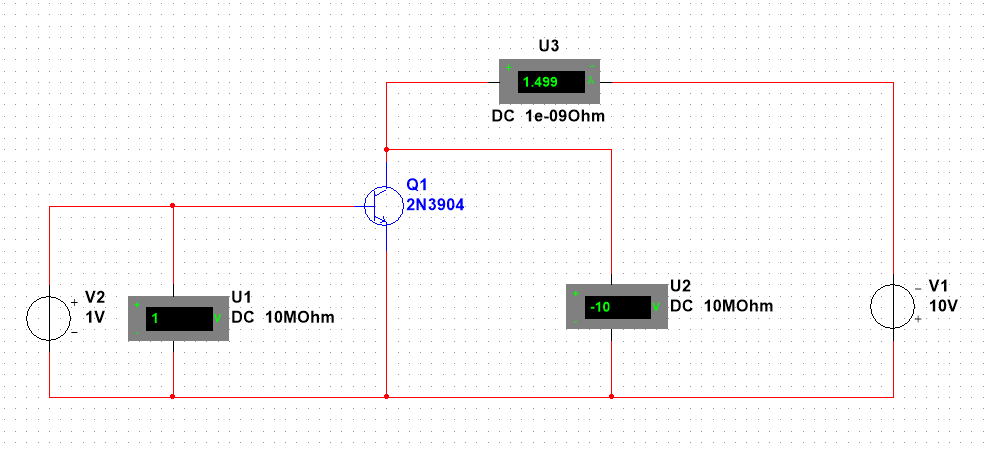 U3
+ −
1.499 A
DC 1e-09Ohm
Q1
2N3904
V2
1V
+
−
U1
DC 10MOhm
+
1 V
U2
DC 10MOhm
+
-10 V
V1
10V
−
+